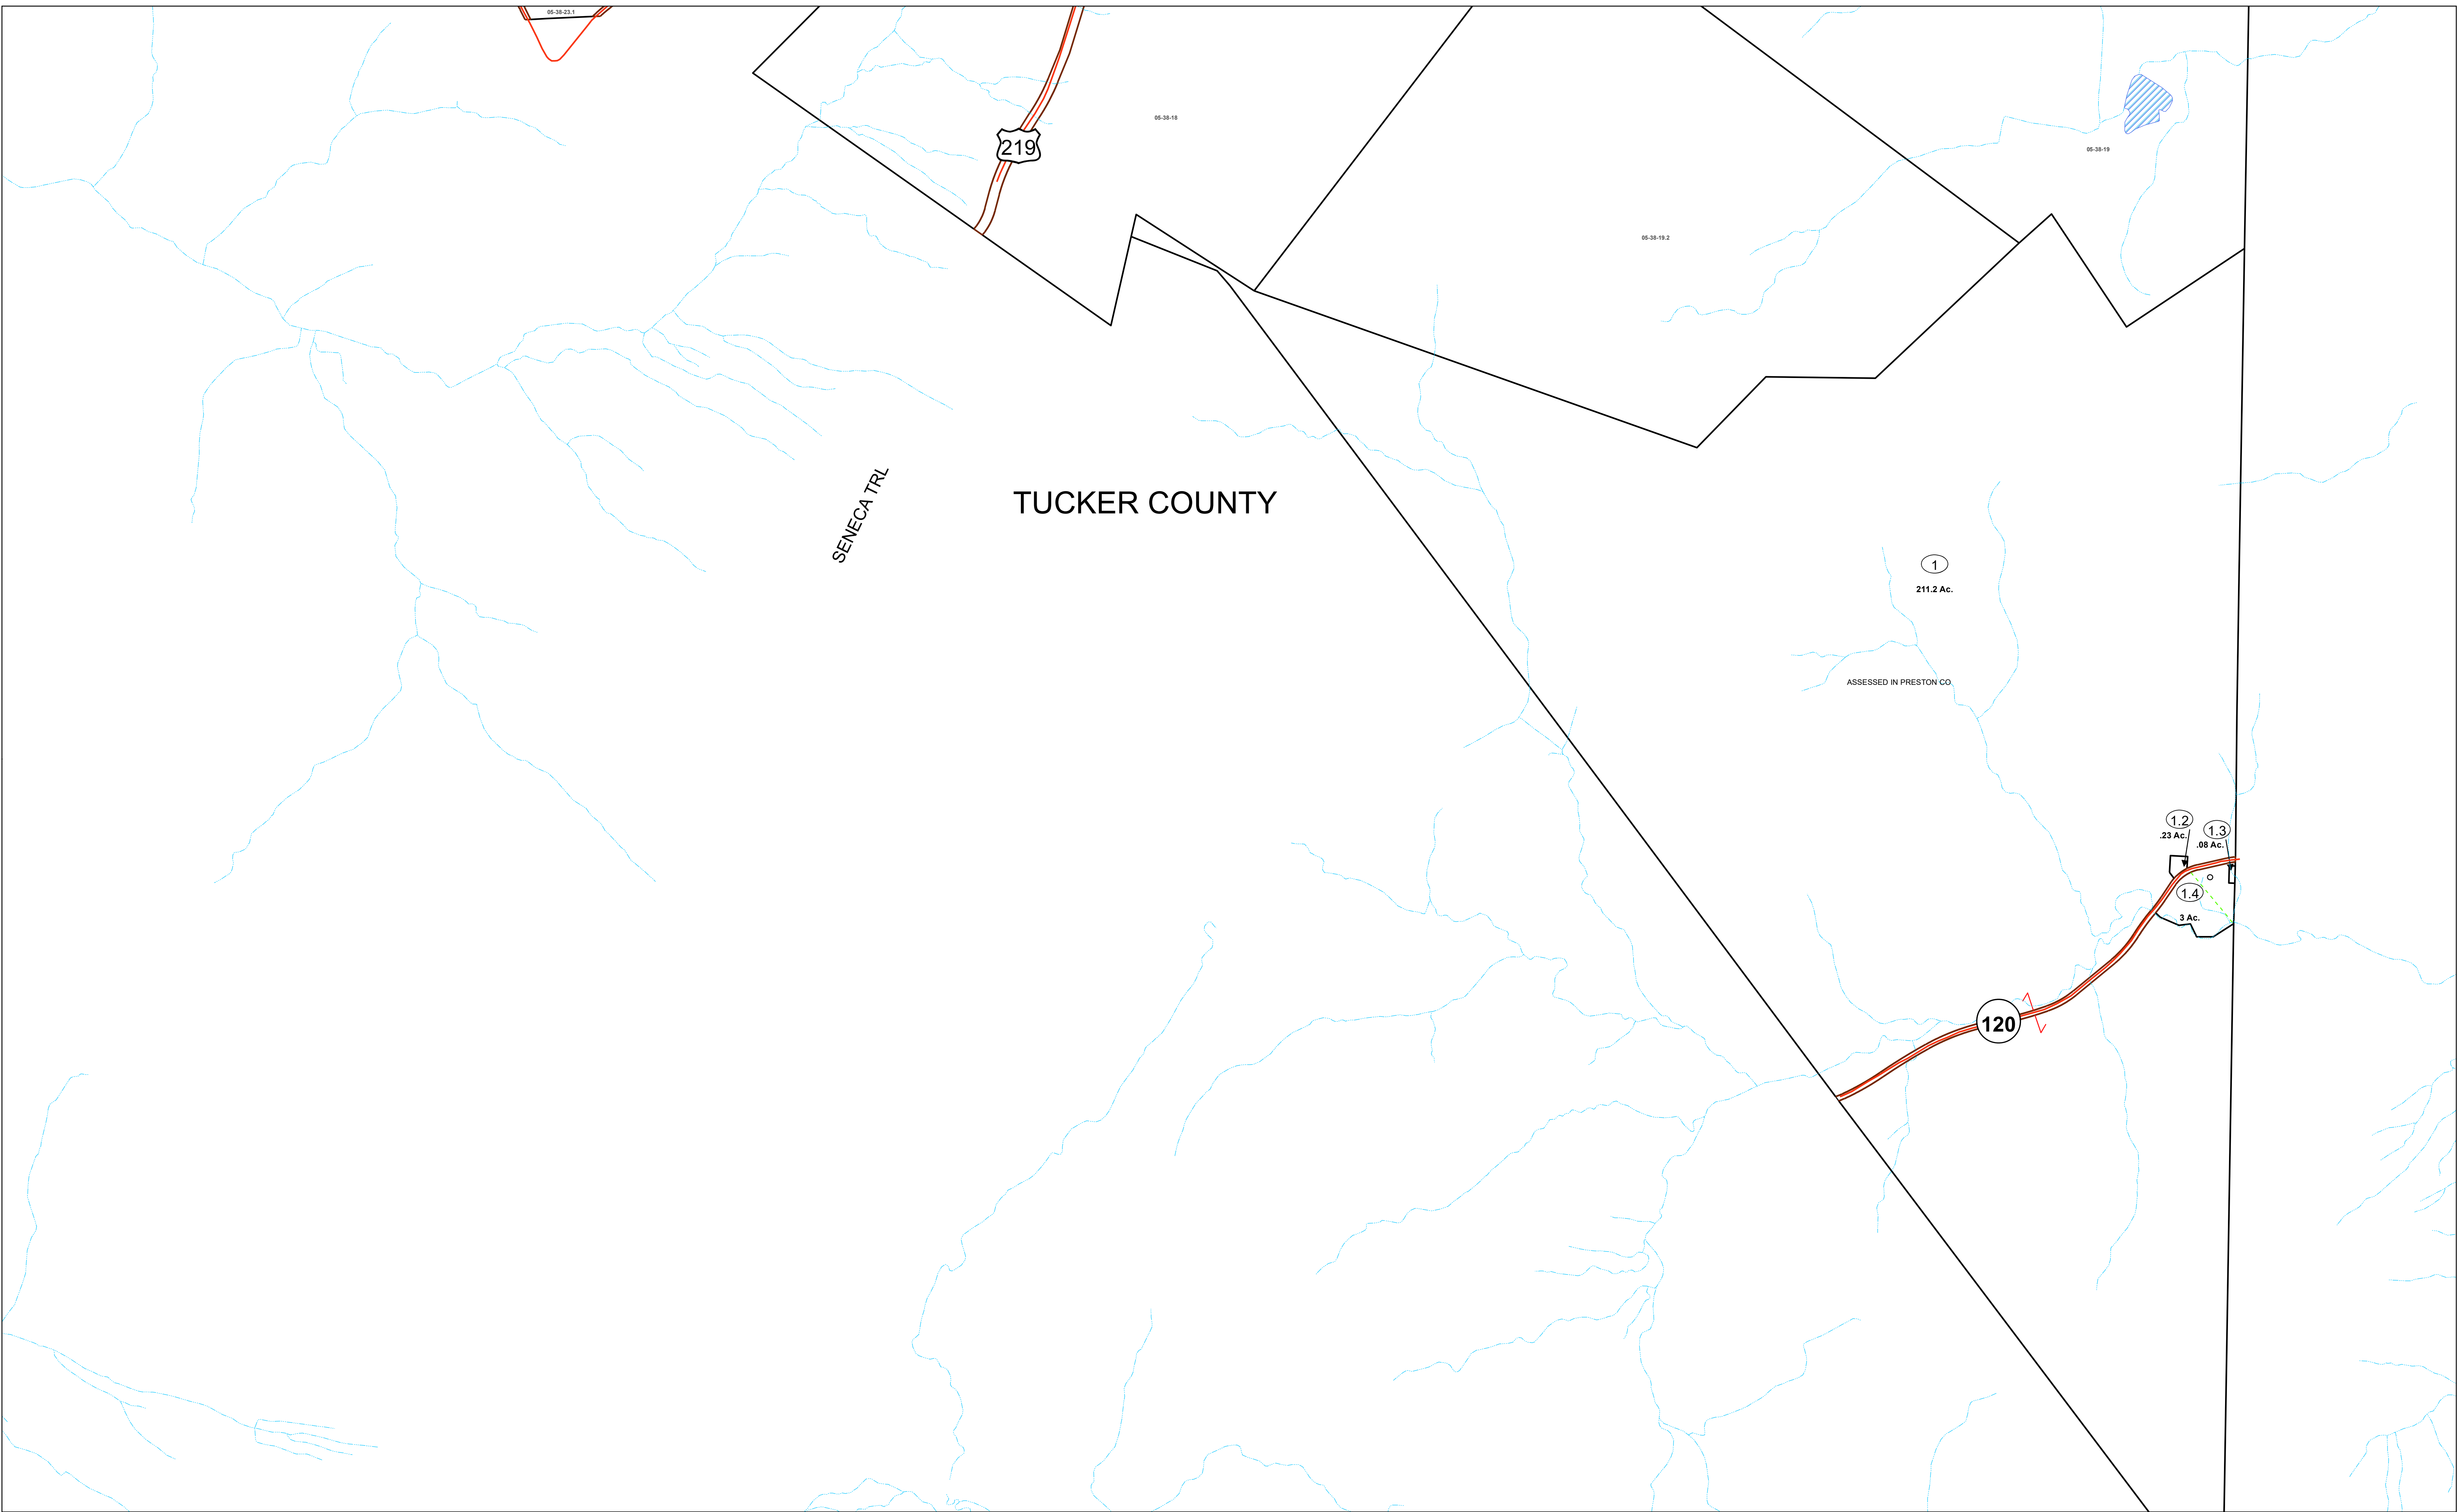 05-38-23.1
05-38-18
219
05-38-19
05-38-19.2
SENECA TRL
TUCKER COUNTY
1
211.2 Ac.
ASSESSED IN PRESTON CO.
1.2
.23 Ac.
1.3
.08 Ac.
1.4
3 Ac.
120